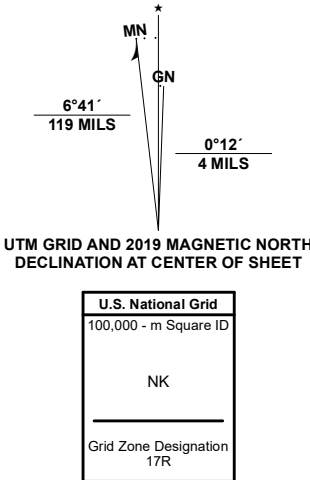 ★
MN
GN
6°41´
119 MILS
0°12´
4 MILS
UTM GRID AND 2019 MAGNETIC NORTH
DECLINATION AT CENTER OF SHEET
U.S. National Grid
100,000 - m Square ID
NK
Grid Zone Designation
17R